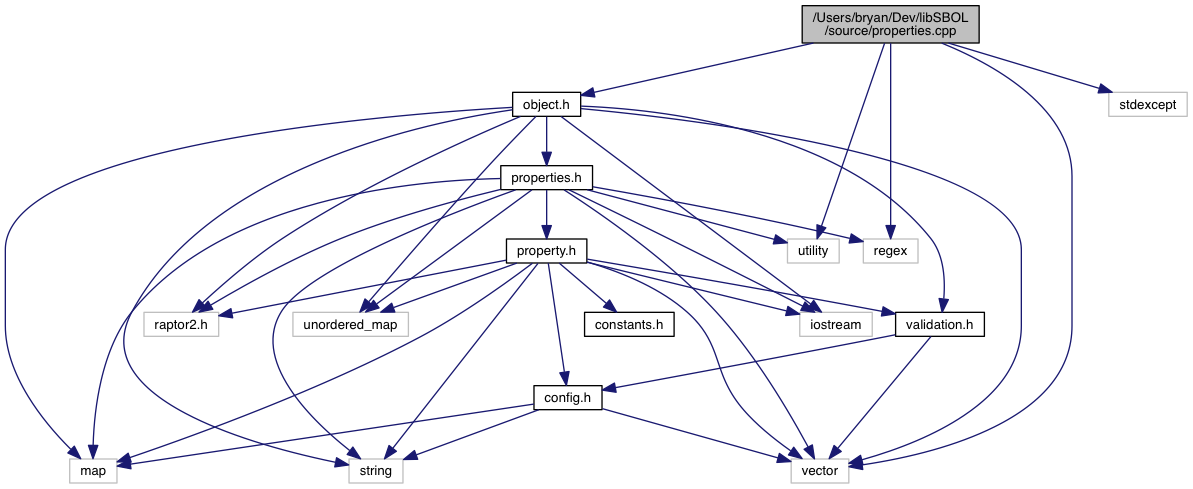 /Users/bryan/Dev/libSBOL
/source/properties.cpp
object.h
stdexcept
properties.h
property.h
utility
regex
raptor2.h
unordered_map
constants.h
iostream
validation.h
config.h
map
string
vector